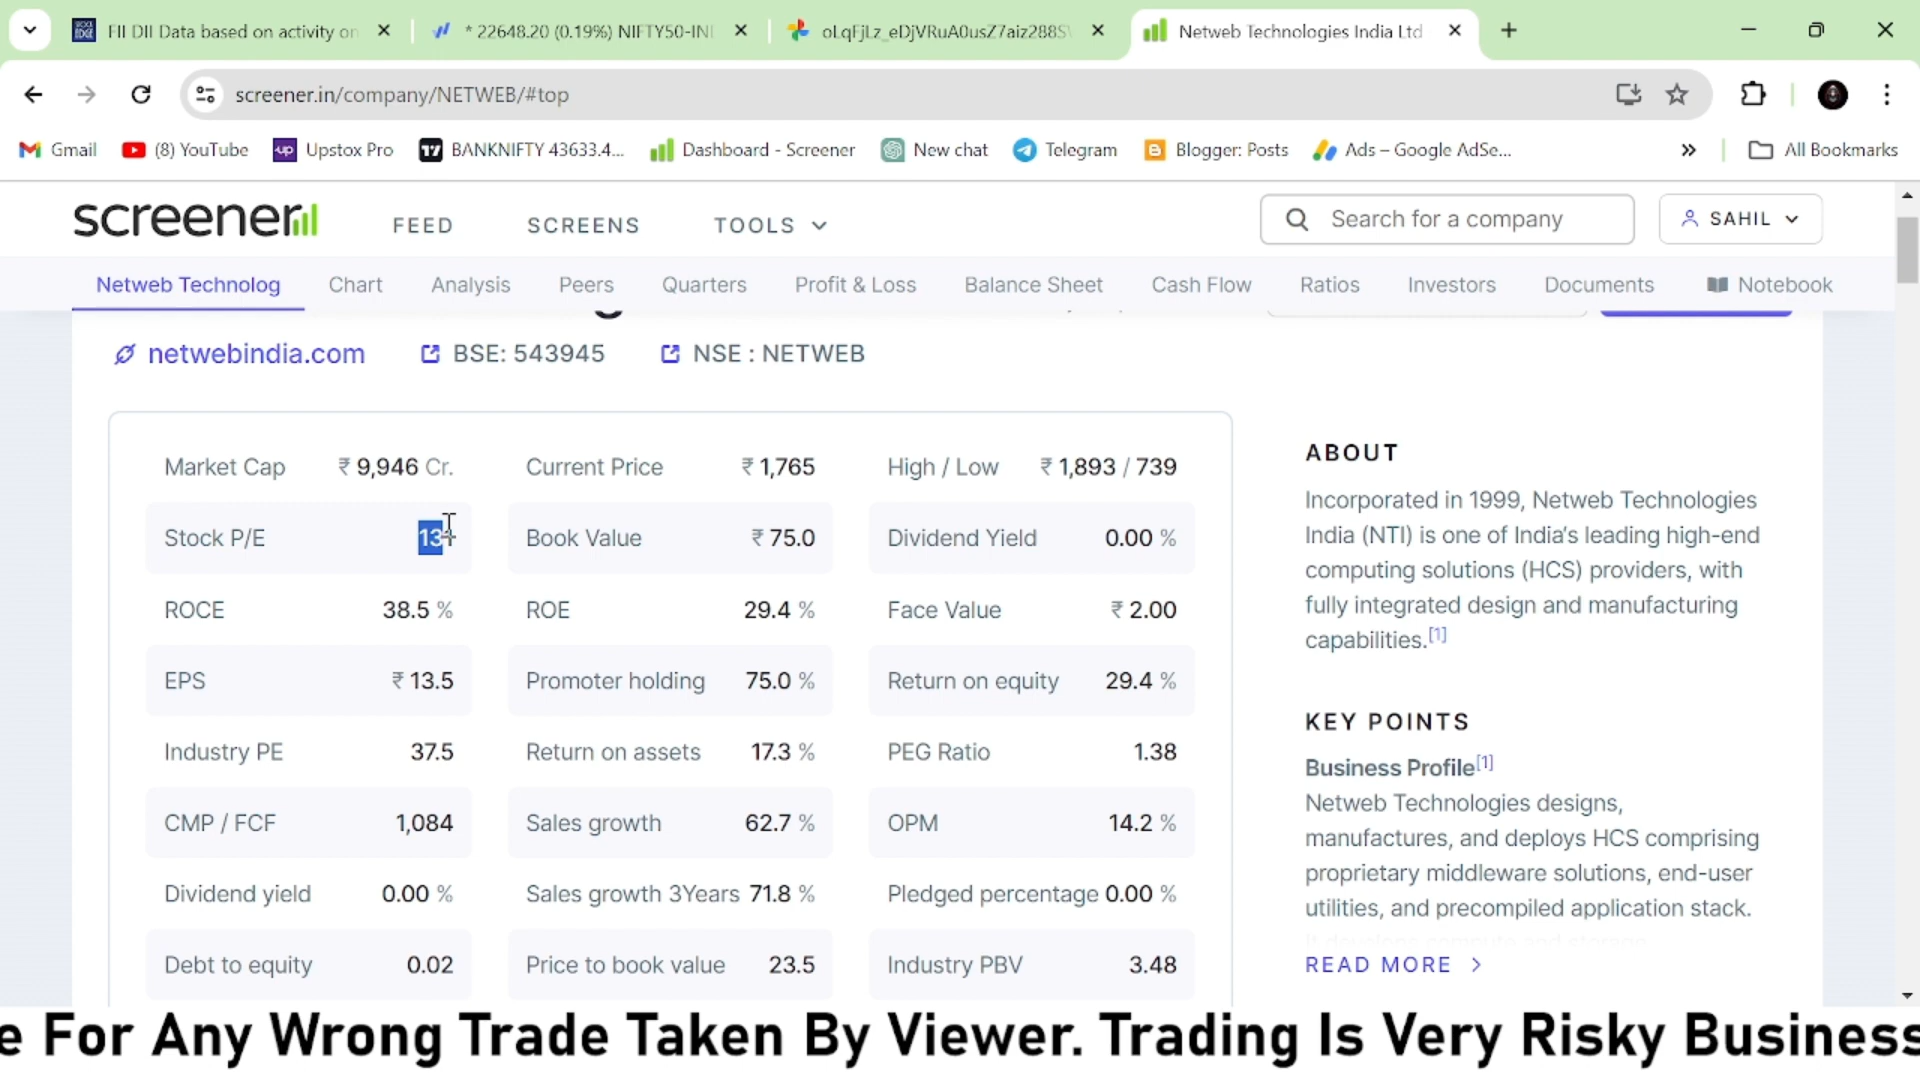 FII DII Data based on activity on
* 22648.20 (0.19%) NIFTY50-INI
oLqFjLz_eDjVRuA0usZ7aiz288S
Netweb Technologies India Ltd
screener.in/company/NETWEB/#top
Gmail
(8) YouTube
Upstox Pro
BANKNIFTY 43633.4...
Dashboard - Screener
New chat
Telegram
Blogger: Posts
Ads – Google AdSe...
All Bookmarks
screener
FEED
SCREENS
TOOLS
Search for a company
SAHIL
Netweb Technolog
Chart
Analysis
Peers
Quarters
Profit & Loss
Balance Sheet
Cash Flow
Ratios
Investors
Documents
Notebook
netwebindia.com
BSE: 543945
NSE : NETWEB
Market Cap ₹ 9,946 Cr.
Current Price ₹ 1,765
High / Low ₹ 1,893 / 739
Stock P/E
Book Value ₹ 75.0
Dividend Yield 0.00 %
ROCE 38.5 %
ROE 29.4 %
Face Value ₹ 2.00
EPS ₹ 13.5
Promoter holding 75.0 %
Return on equity 29.4 %
Industry PE 37.5
Return on assets 17.3 %
PEG Ratio 1.38
CMP / FCF 1,084
Sales growth 62.7 %
OPM 14.2 %
Dividend yield 0.00 %
Sales growth 3Years 71.8 %
Pledged percentage 0.00 %
Debt to equity 0.02
Price to book value 23.5
Industry PBV 3.48
ABOUT
Incorporated in 1999, Netweb Technologies
India (NTI) is one of India's leading high-end
computing solutions (HCS) providers, with
fully integrated design and manufacturing
capabilities.[1]
KEY POINTS
Business Profile[1]
Netweb Technologies designs,
manufactures, and deploys HCS comprising
proprietary middleware solutions, end-user
utilities, and precompiled application stack.
READ MORE
e For Any Wrong Trade Taken By Viewer. Trading Is Very Risky Business